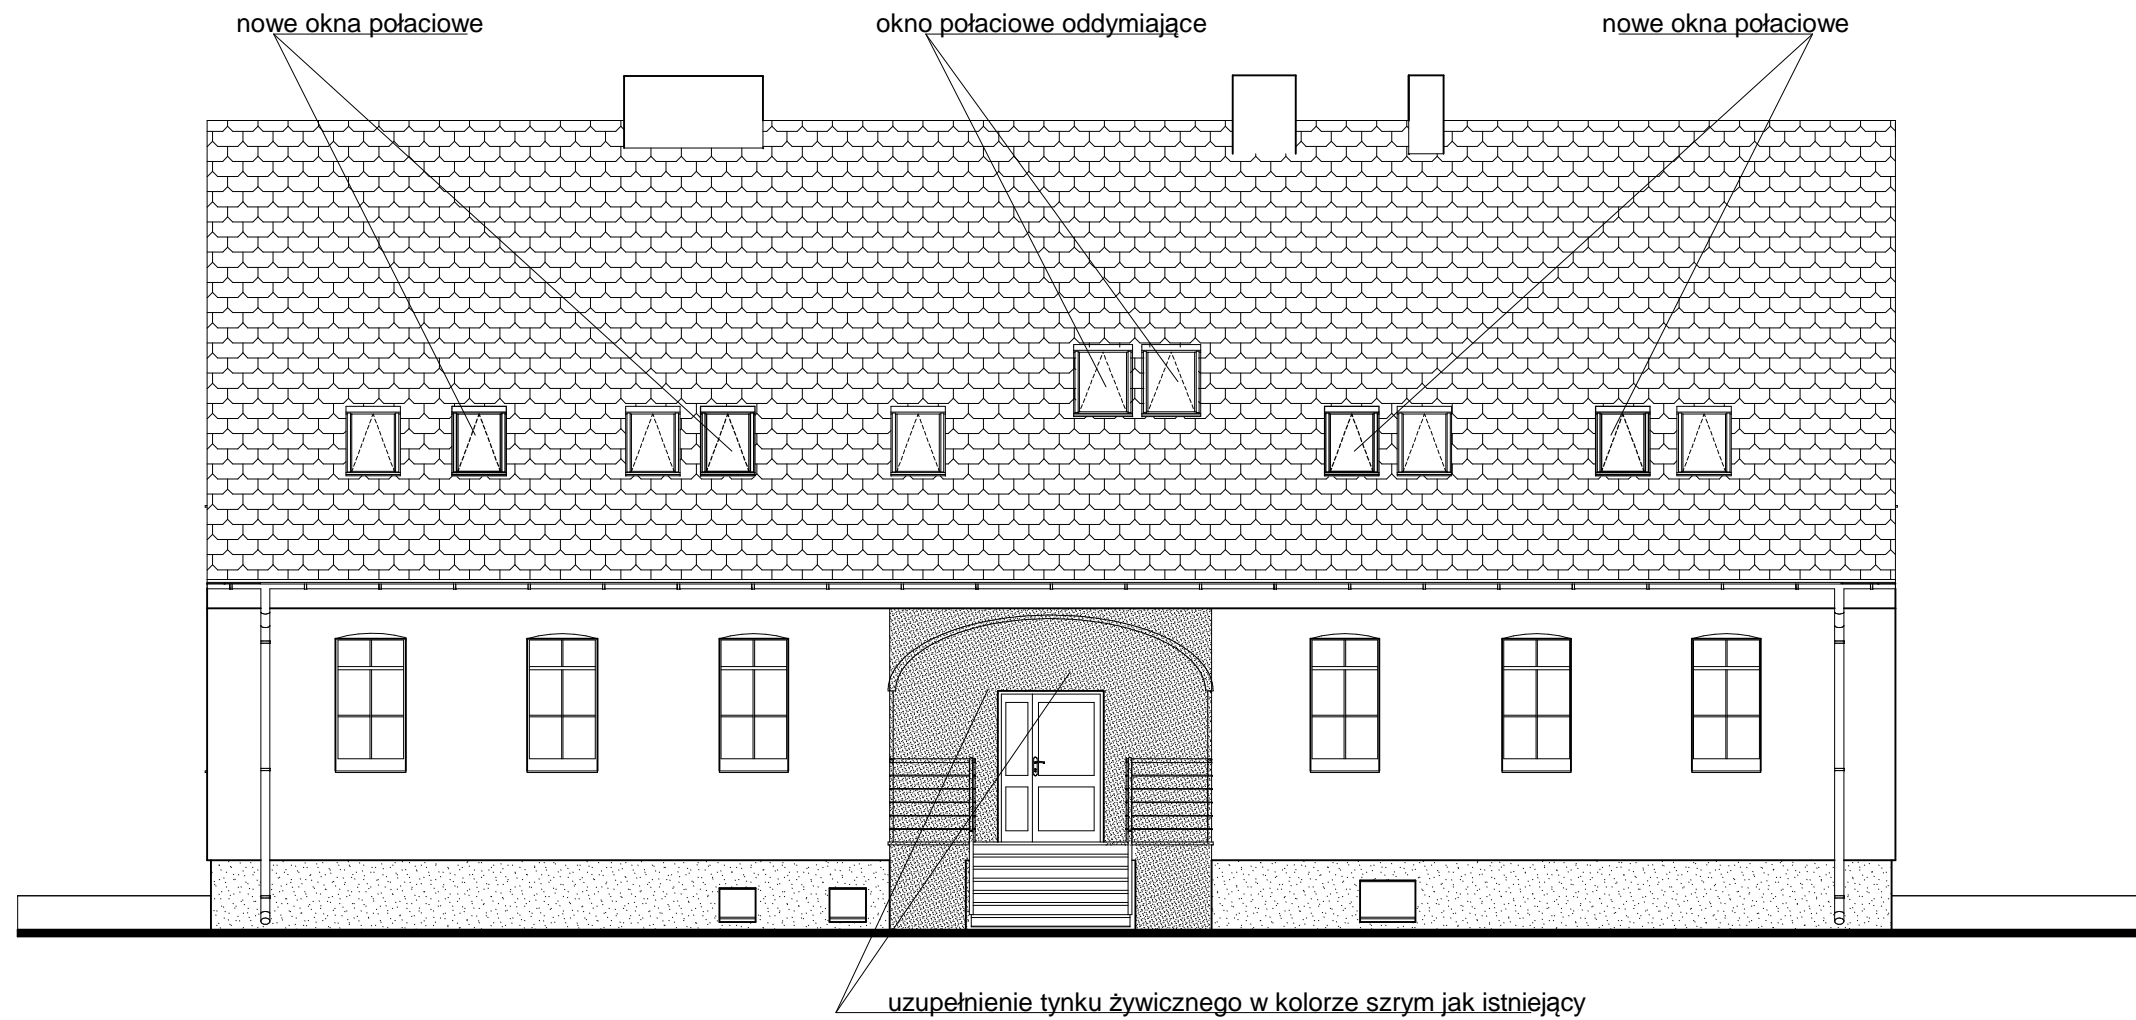 nowe okna połaciowe
okno połaciowe oddymiające
nowe okna połaciowe
uzupełnienie tynku żywicznego w kolorze szrym jak istniejący